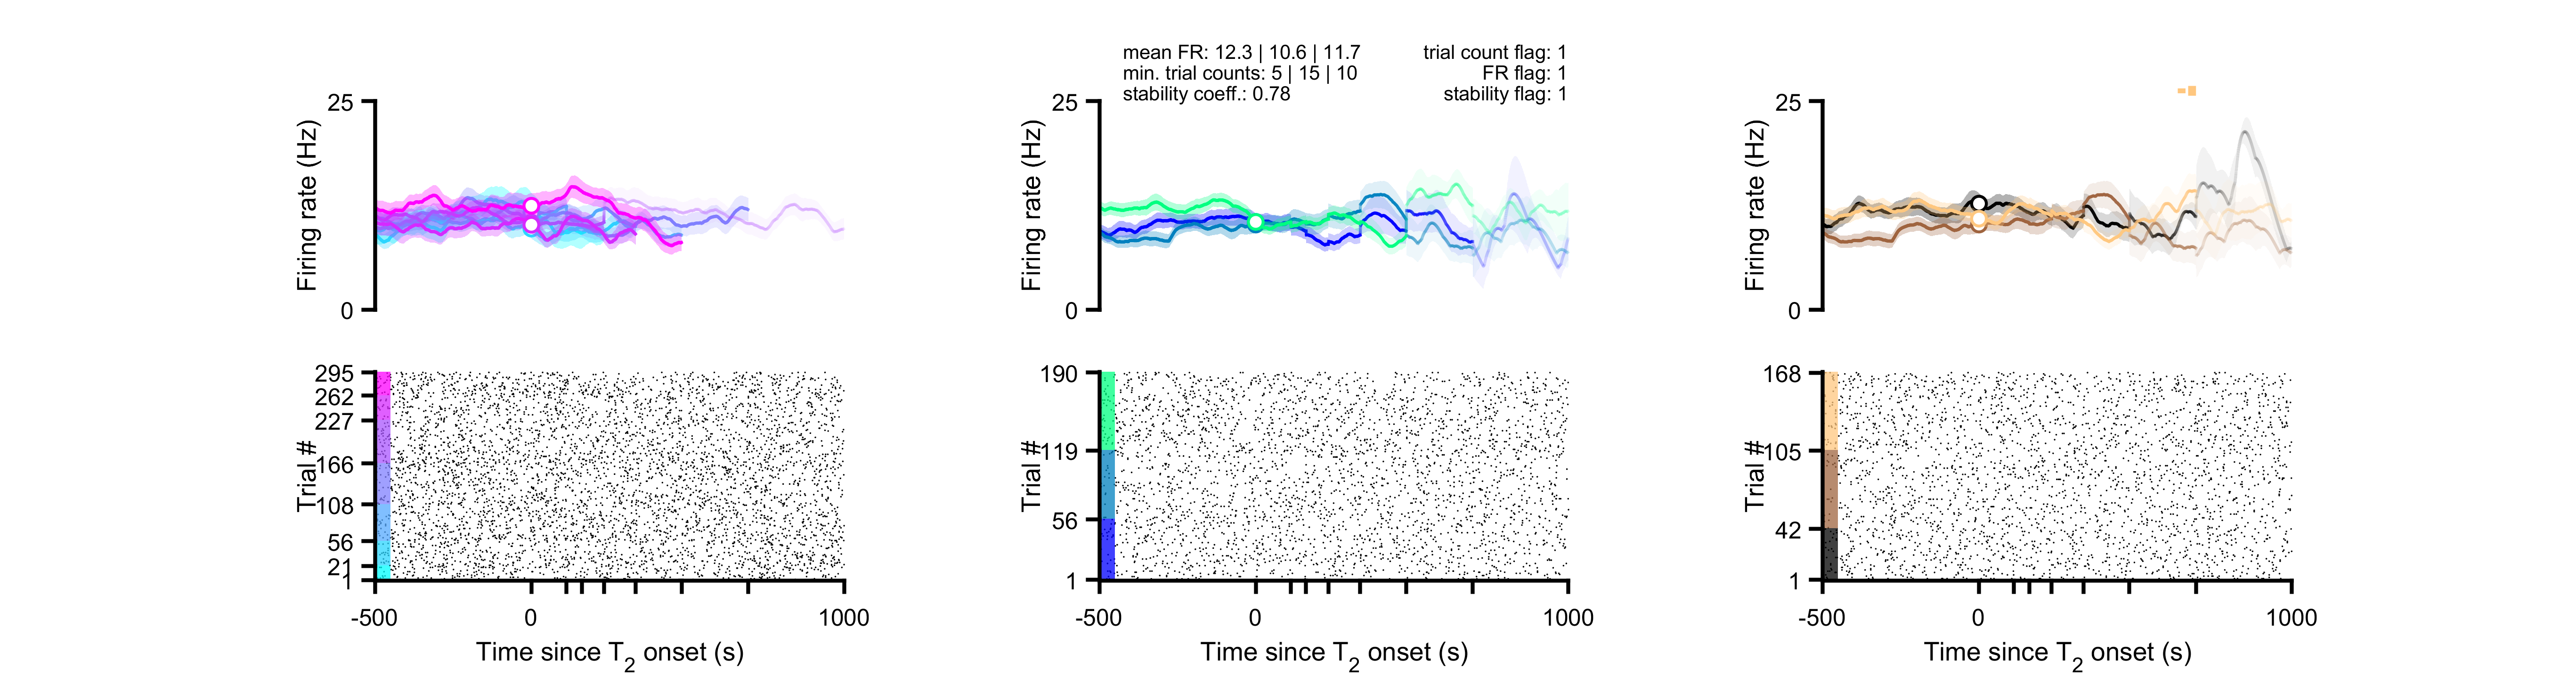 mean FR: 12.3 | 10.6 | 11.7
min. trial counts: 5 | 15 | 10
stability coeff.: 0.78
trial count flag: 1
FR flag: 1
stability flag: 1
25
Firing rate (Hz)
0
25
Firing rate (Hz)
0
25
Firing rate (Hz)
0
295
262
227
166
108
56
21
1
Trial #
-500
0
1000
Time since T2 onset (s)
190
119
56
1
Trial #
-500
0
1000
Time since T2 onset (s)
168
105
42
1
Trial #
-500
0
1000
Time since T2 onset (s)